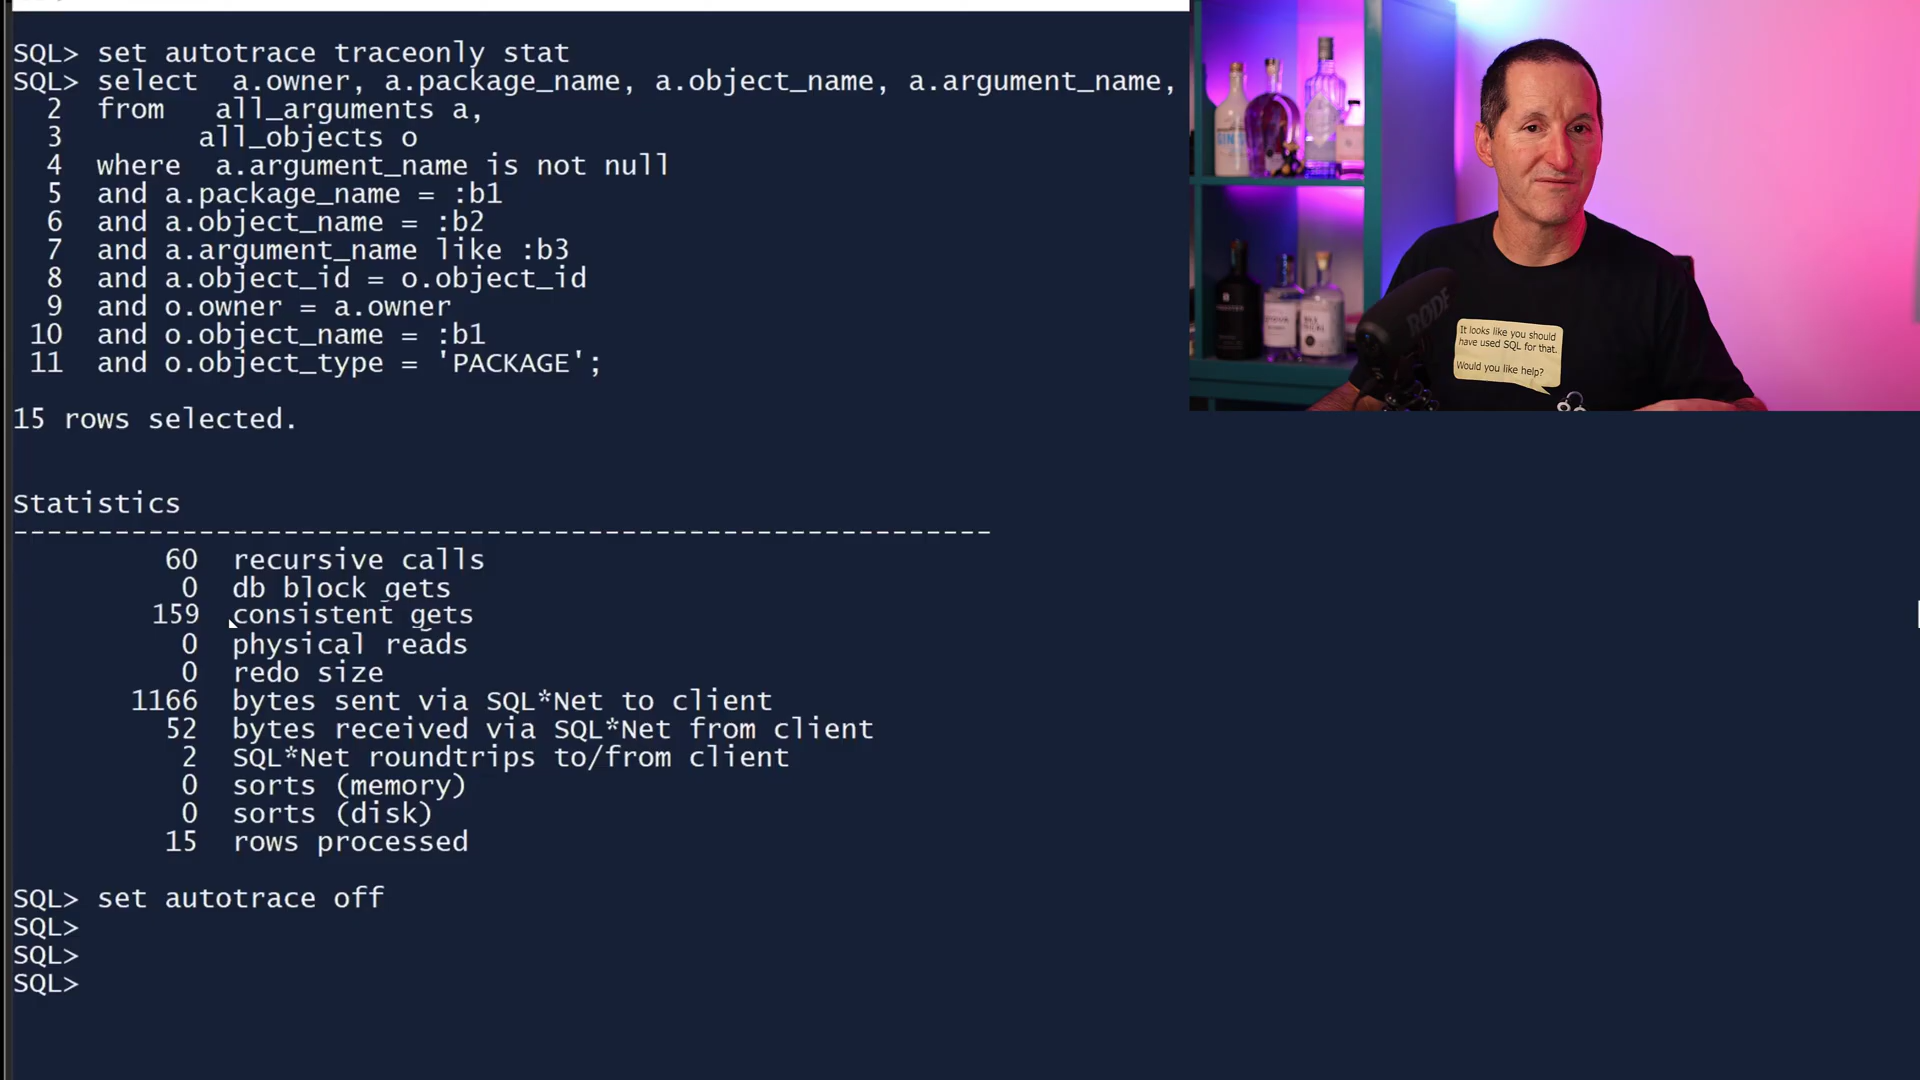 SQL> set autotrace traceonly stat
SQL> select  a.owner, a.package_name, a.object_name, a.argument_name,
2  from   all_arguments a,
3        all_objects o
4  where  a.argument_name is not null
5  and a.package_name = :b1
6  and a.object_name = :b2
7  and a.argument_name like :b3
8  and a.object_id = o.object_id
9  and o.owner = a.owner
10  and o.object_name = :b1
11  and o.object_type = 'PACKAGE';
15 rows selected.
Statistics
----------------------------------------------------------
60  recursive calls
0  db block gets
159  consistent gets
0  physical reads
0  redo size
1166  bytes sent via SQL*Net to client
52  bytes received via SQL*Net from client
2  SQL*Net roundtrips to/from client
0  sorts (memory)
0  sorts (disk)
15  rows processed
SQL> set autotrace off
SQL>
SQL>
SQL>
RODE
It looks like you should
have used SQL for that.
Would you like help?